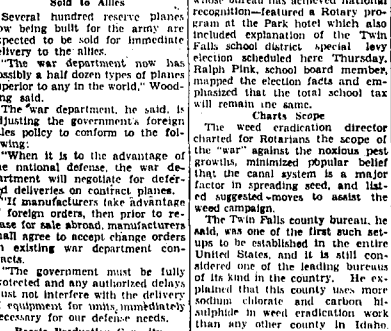 Sold to Allies
Several hundred reserve planes
now being built for the army are
expected to be sold for immediate
delivery to the allies.
"The war department now has
possibly a half dozen types of planes
superior to any in the world," Wood-
ring said.
The war department, he said, is
adjusting the government's foreign
sales policy to conform to the fol-
lowing:
"When it is to the advantage of
the national defense, the war de-
partment will negotiate for defer-
red deliveries on contract planes.
"If manufacturers take advantage
of foreign orders, then prior to re-
lease for sale abroad, manufacturers
shall agree to accept change orders
on existing war department con-
tracts.
"The government must be fully
protected and any authorized delays
must not interfere with the delivery
of equipment for units immediately
necessary for our defense needs.
whose bureau has achieved national
recognition—featured a Rotary pro-
gram at the Park hotel which also
included explanation of the Twin
Falls school district special levy
election scheduled here Thursday.
Ralph Pink, school board member,
mapped the election facts and em-
phasized that the total school tax
will remain the same.
Charts Scope
The weed eradication director
charted for Rotarians the scope of
the "war" against the noxious pest
growths, minimized popular belief
that the canal system is a major
factor in spreading seed, and list-
ed suggested moves to assist the
weed campaign.
The Twin Falls county bureau, he
said, was one of the first such set-
ups to be established in the entire
United States, and it is still con-
sidered one of the leading bureaus
of its kind in the country. He ex-
plained that this county uses more
sodium chlorate and carbon bi-
sulphide in weed eradication work
than any other county in Idaho